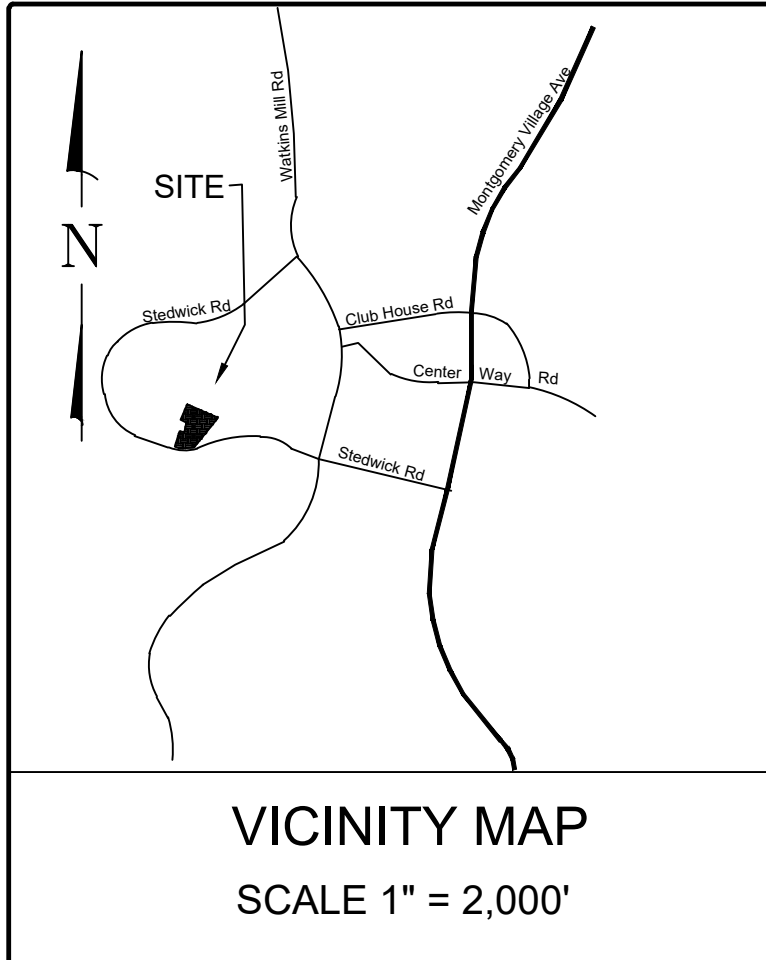 Watkins Mill Rd
Montgomery Village Ave
SITE
N
Stedwick Rd
Club House Rd
Center Way Rd
Stedwick Rd
VICINITY MAP
SCALE 1" = 2,000'